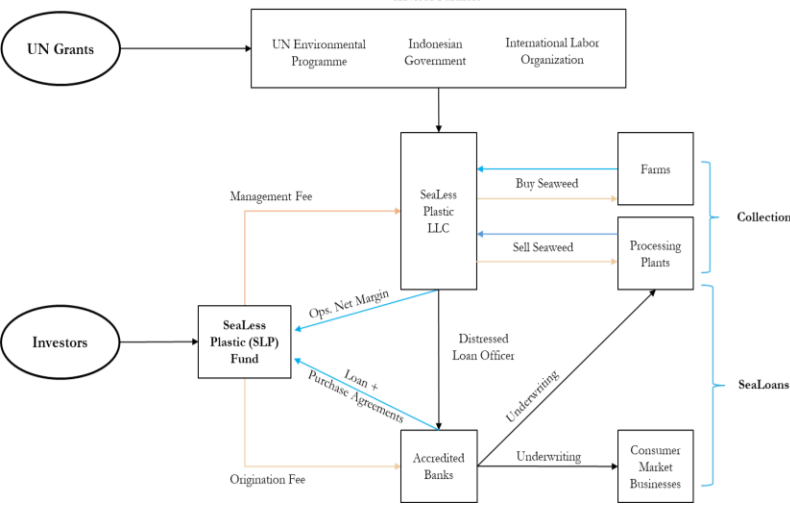 UN Grants
UN Environmental
Programme
Indonesian
Government
International Labor
Organization
SeaLess
Plastic
LLC
Farms
Buy Seaweed
Management Fee
Collection
Sell Seaweed
Processing
Plants
Ops. Net Margin
Investors
SeaLess
Plastic (SLP)
Fund
Distressed
Loan Officer
Loan +
Purchase Agreements
Underwriting
SeaLoans
Origination Fee
Accredited
Banks
Underwriting
Consumer
Market
Businesses